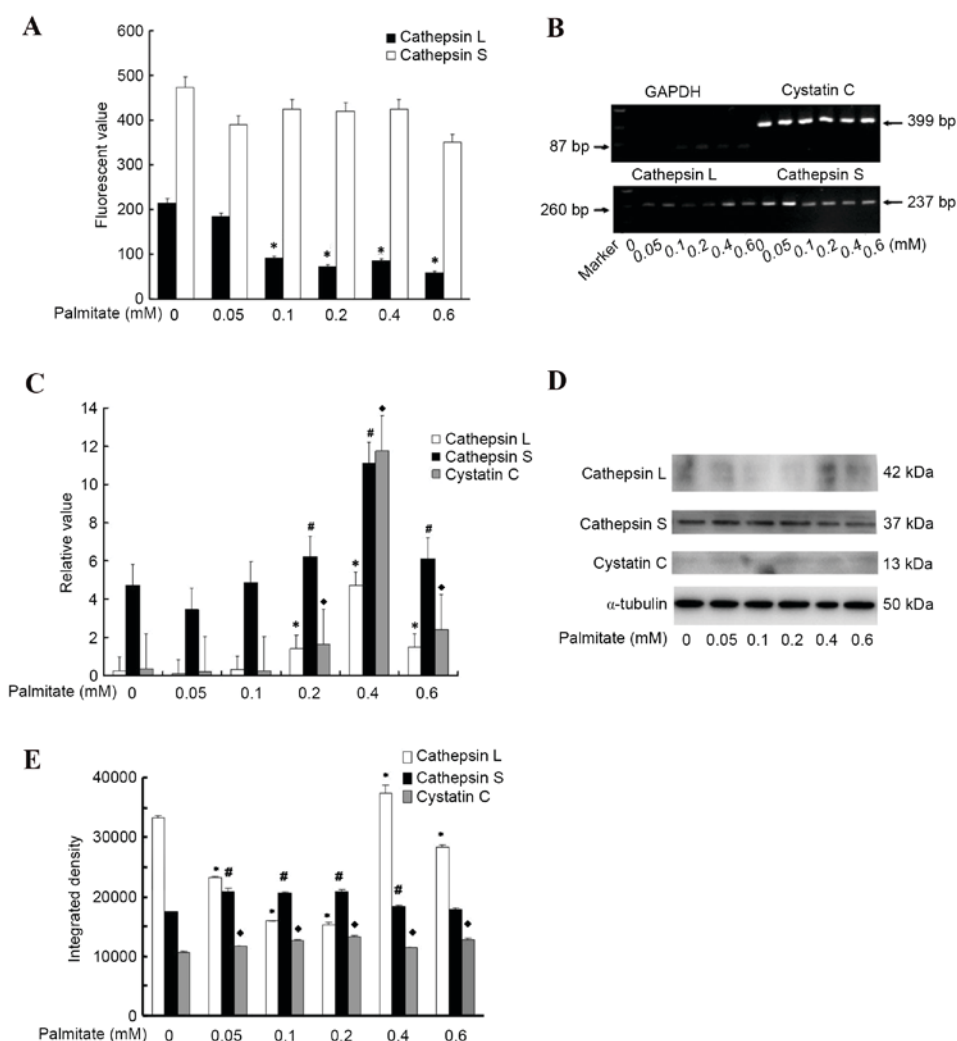 A
600
500
400
300
200
100
0
Fluorescent value
Cathepsin L
Cathepsin S
* * * *
Palmitate (mM) 0 0.05 0.1 0.2 0.4 0.6
B
GAPDH Cystatin C
399 bp
87 bp
Cathepsin L Cathepsin S
260 bp 237 bp
Marker 0 0.05 0.1 0.2 0.4 0.6 0 0.05 0.1 0.2 0.4 0.6 (mM)
C
14
12
10
8
6
4
2
0
Relative value
Cathepsin L
Cathepsin S
Cystatin C
* # ◆ * # ◆ * # ◆
Palmitate (mM) 0 0.05 0.1 0.2 0.4 0.6
D
Cathepsin L 42 kDa
Cathepsin S 37 kDa
Cystatin C 13 kDa
α-tubulin 50 kDa
Palmitate (mM) 0 0.05 0.1 0.2 0.4 0.6
E
40000
30000
20000
10000
0
Integrated density
Cathepsin L
Cathepsin S
Cystatin C
* # ◆ * # ◆ * # ◆ * # ◆ * ◆
Palmitate (mM) 0 0.05 0.1 0.2 0.4 0.6